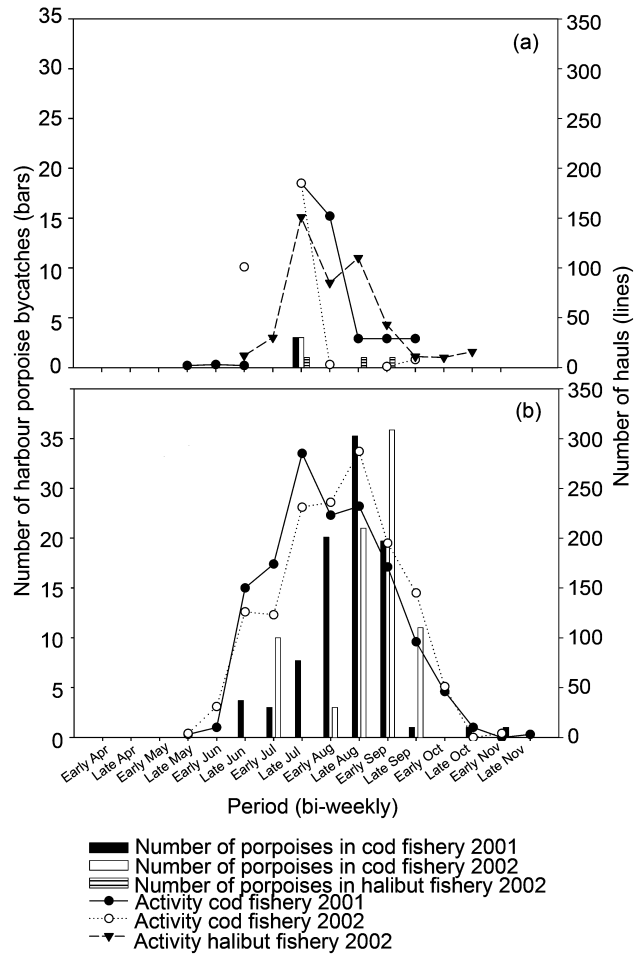 35
30
25
20
15
10
5
0
(a)
350
300
250
200
150
100
50
0
Number of harbour porpoise bycatches (bars)
Number of hauls (lines)
35
30
25
20
15
10
5
0
(b)
350
300
250
200
150
100
50
0
Early Apr
Late Apr
Early May
Late May
Early Jun
Late Jun
Early Jul
Late Jul
Early Aug
Late Aug
Early Sep
Late Sep
Early Oct
Late Oct
Early Nov
Late Nov
Period (bi-weekly)
Number of porpoises in cod fishery 2001
Number of porpoises in cod fishery 2002
Number of porpoises in halibut fishery 2002
Activity cod fishery 2001
Activity cod fishery 2002
Activity halibut fishery 2002